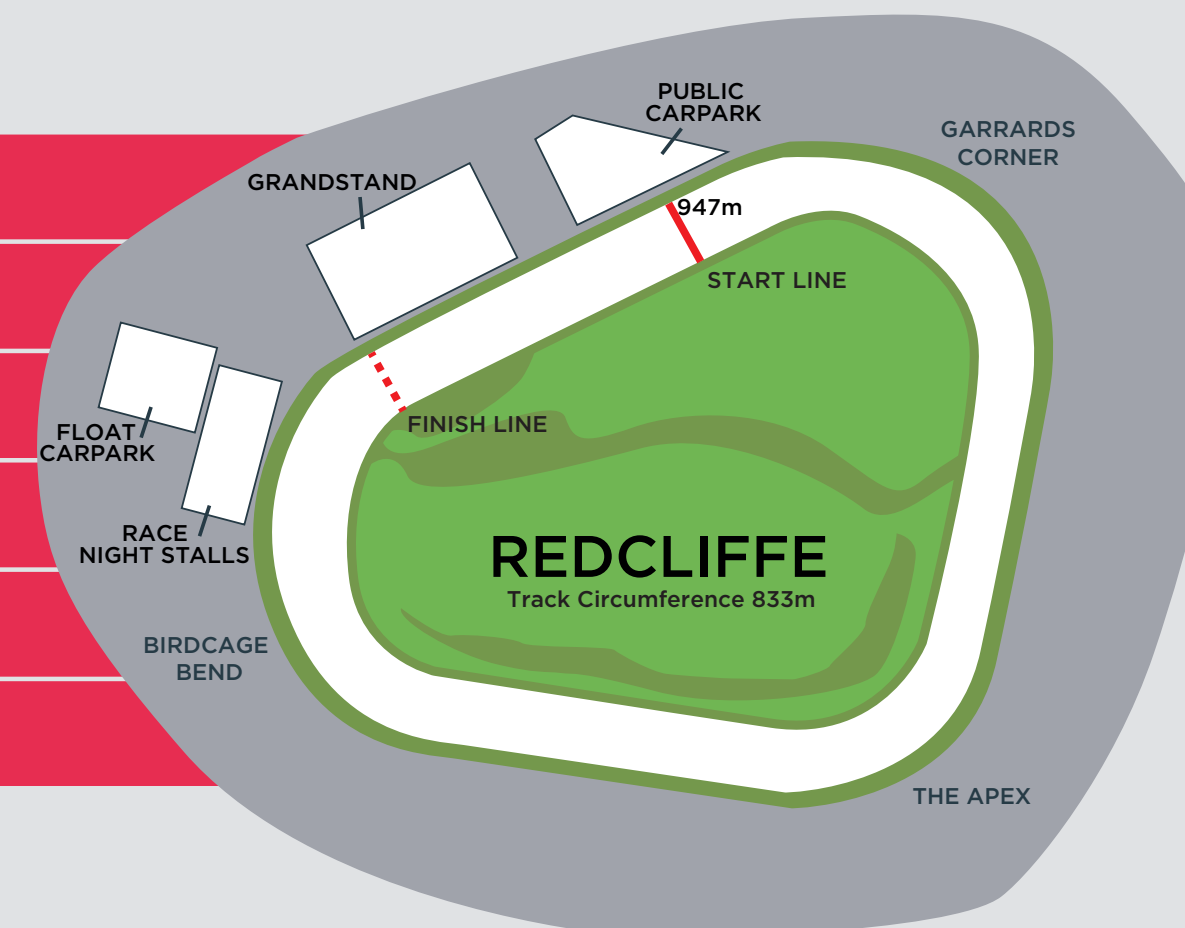 PUBLIC
CARPARK
GARRARDS
CORNER
GRANDSTAND
947m
START LINE
FINISH LINE
FLOAT
CARPARK
RACE
NIGHT STALLS
REDCLIFFE
Track Circumference 833m
BIRDCAGE
BEND
THE APEX